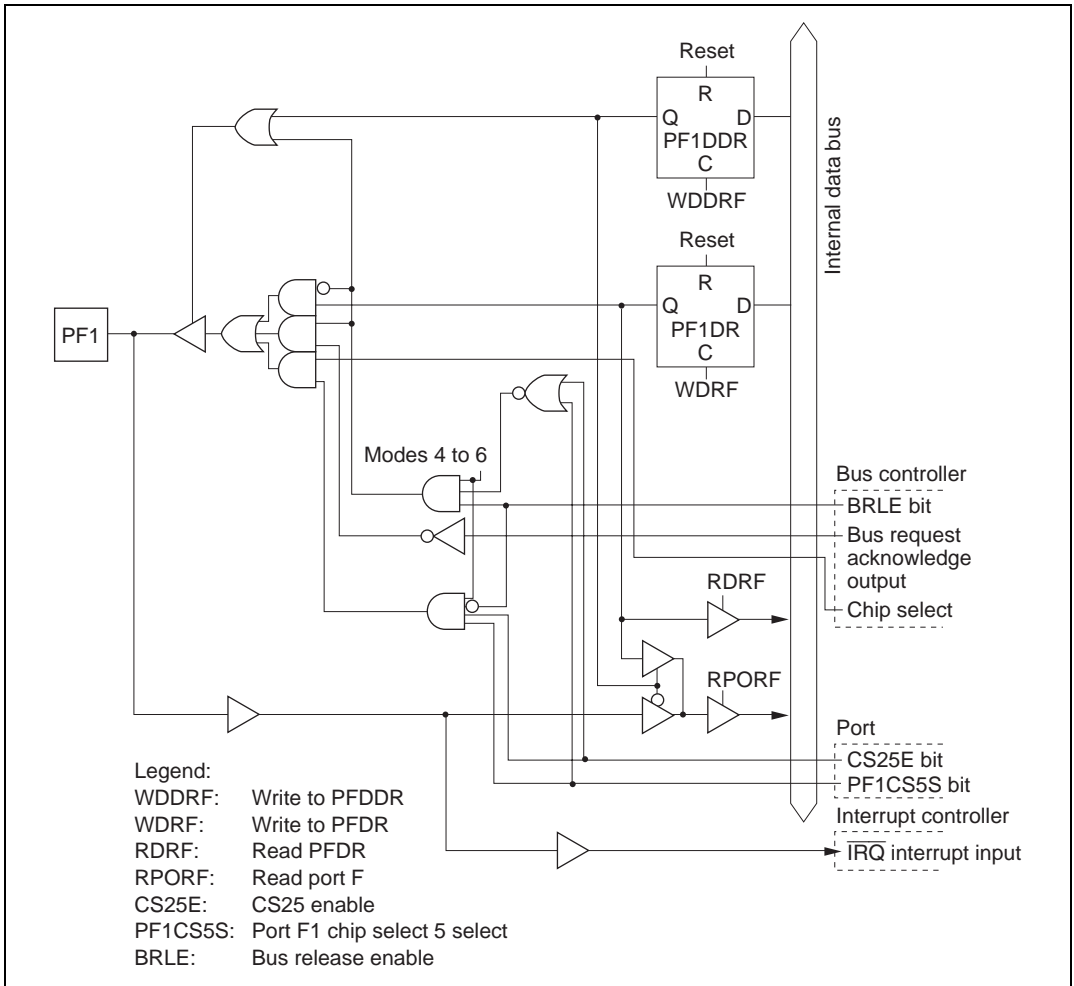 Reset
R
Q D
PF1DDR
C
WDDRF
Internal data bus
Reset
R
Q D
PF1DR
C
WDRF
PF1
Modes 4 to 6
Bus controller
BRLE bit
Bus request
acknowledge
output
Chip select
RDRF
RPORF
Port
CS25E bit
PF1CS5S bit
Interrupt controller
IRQ interrupt input
Legend:
WDDRF: Write to PFDDR
WDRF: Write to PFDR
RDRF: Read PFDR
RPORF: Read port F
CS25E: CS25 enable
PF1CS5S: Port F1 chip select 5 select
BRLE: Bus release enable